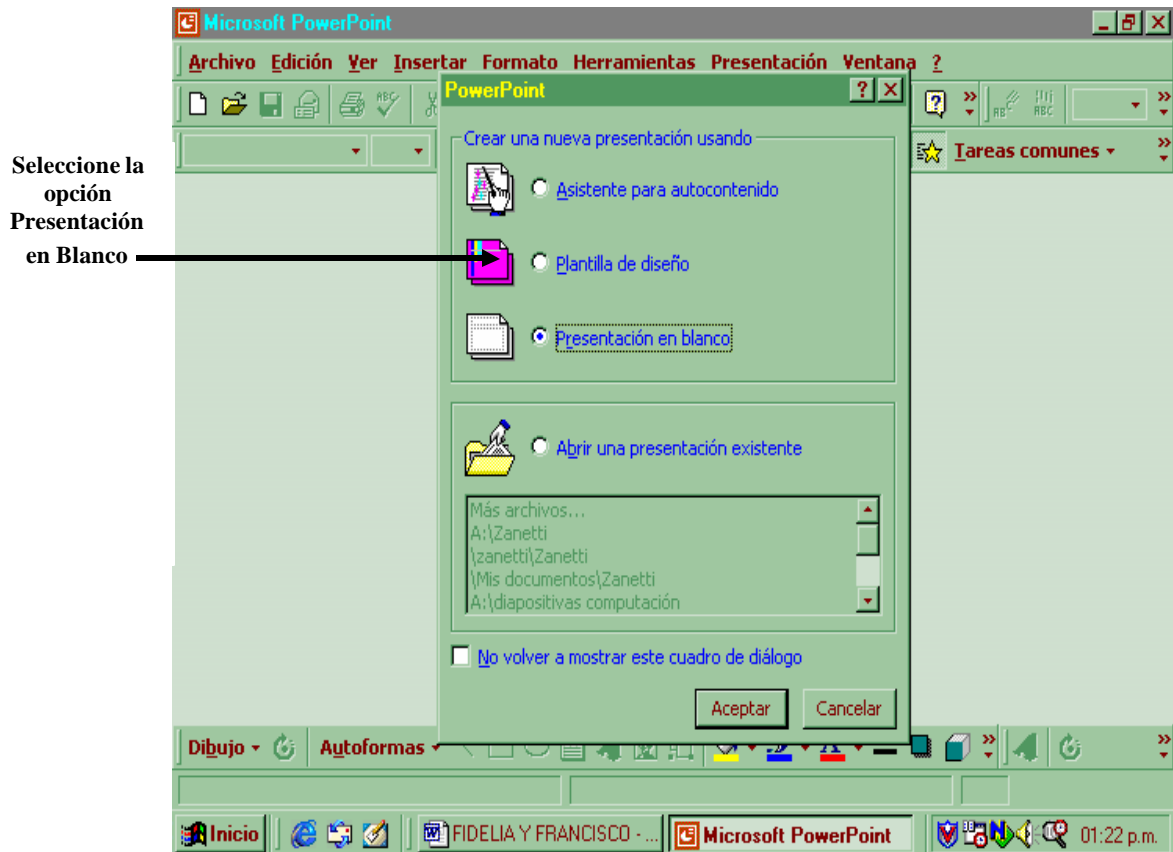 Microsoft PowerPoint
Archivo Edición Ver Insertar Formato Herramientas Presentación Ventana ?
PowerPoint
Tareas comunes
Crear una nueva presentación usando
Asistente para autocontenido
Plantilla de diseño
Presentación en blanco
Seleccione la
opción
Presentación
en Blanco
Abrir una presentación existente
Más archivos...
A:\Zanetti
\zanetti\Zanetti
\Mis documentos\Zanetti
A:\diapositivas computación
No volver a mostrar este cuadro de diálogo
Aceptar Cancelar
Dibujo Autoformas
Inicio FIDELIA Y FRANCISCO - ... Microsoft PowerPoint 01:22 p.m.